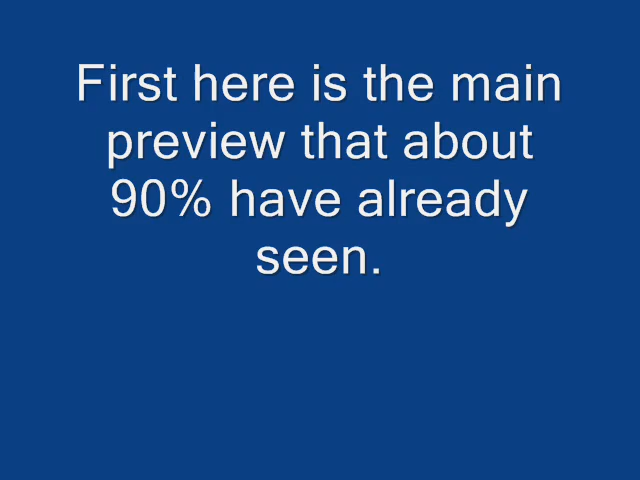 First here is the main
preview that about
90% have already
seen.